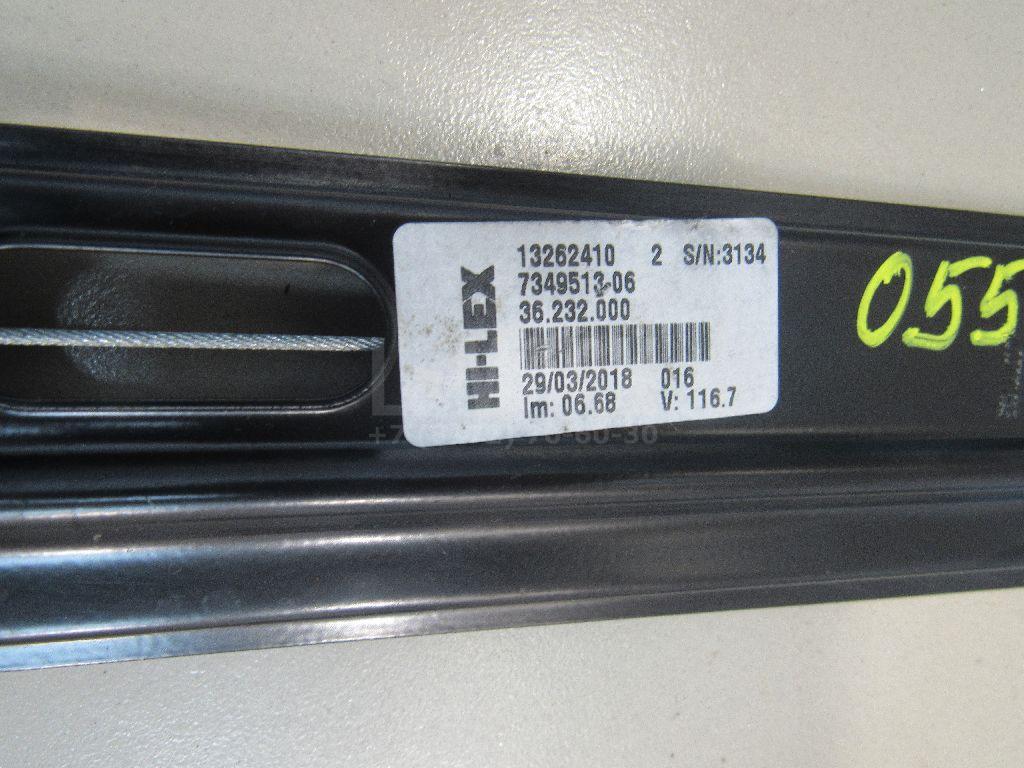 HI-LEX
13262410 2 S/N:3134
7349513-06
36.232.000
29/03/2018 016
Im: 06.68 V: 116.7
055